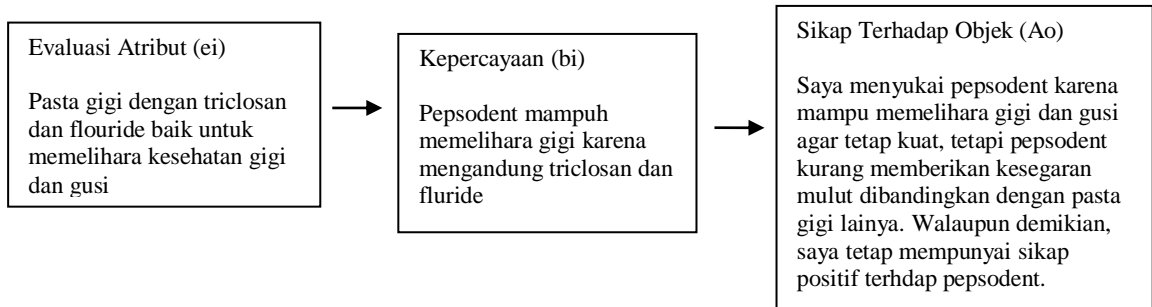 Evaluasi Atribut (ei)
Pasta gigi dengan triclosan
dan flouride baik untuk
memelihara kesehatan gigi
dan gusi
Kepercayaan (bi)
Pepsodent mampuh
memelihara gigi karena
mengandung triclosan dan
fluride
Sikap Terhadap Objek (Ao)
Saya menyukai pepsodent karena
mampu memelihara gigi dan gusi
agar tetap kuat, tetapi pepsodent
kurang memberikan kesegaran
mulut dibandingkan dengan pasta
gigi lainya. Walaupun demikian,
saya tetap mempunyai sikap
positif terhdap pepsodent.